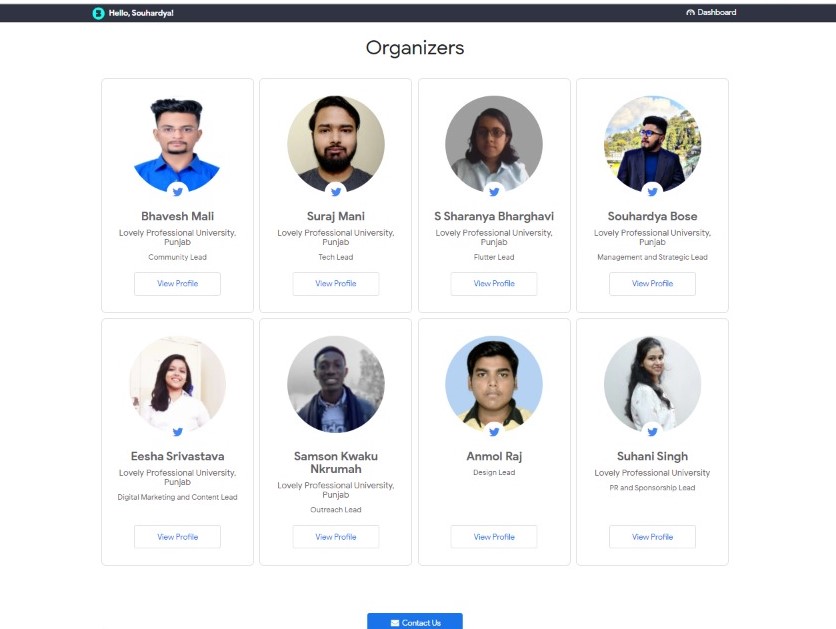 Hello, Souhardya!
Dashboard
Organizers
Bhavesh Mali
Lovely Professional University,
Punjab
Community Lead
View Profile
Suraj Mani
Lovely Professional University,
Punjab
Tech Lead
View Profile
S Sharanya Bharghavi
Lovely Professional University,
Punjab
Flutter Lead
View Profile
Souhardya Bose
Lovely Professional University,
Punjab
Management and Strategic Lead
View Profile
Eesha Srivastava
Lovely Professional University,
Punjab
Digital Marketing and Content Lead
View Profile
Samson Kwaku
Nkrumah
Lovely Professional University,
Punjab
Outreach Lead
View Profile
Anmol Raj
Design Lead
View Profile
Suhani Singh
Lovely Professional University
PR and Sponsorship Lead
View Profile
Contact Us